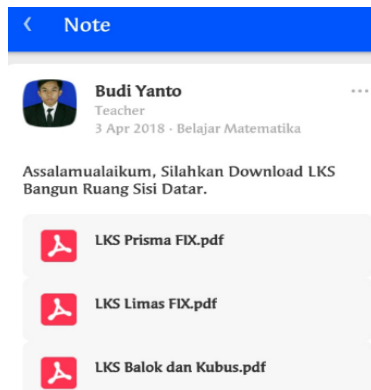 Note
Budi Yanto
Teacher
3 Apr 2018 - Belajar Matematika
Assalamualaikum, Silahkan Download LKS
Bangun Ruang Sisi Datar.
LKS Prisma FIX.pdf
LKS Limas FIX.pdf
LKS Balok dan Kubus.pdf